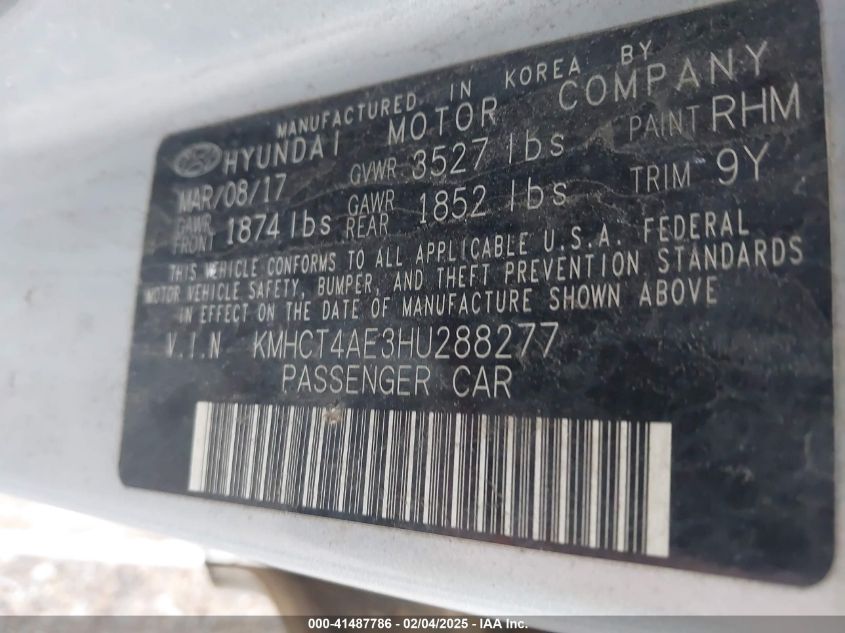 MANUFACTURED IN KOREA BY
HYUNDAI MOTOR COMPANY
MAR/08/17 GVWR 3527 lbs PAINT RHM
GAWR FRONT 1874 lbs GAWR REAR 1852 lbs TRIM 9Y
THIS VEHICLE CONFORMS TO ALL APPLICABLE U.S.A. FEDERAL
MOTOR VEHICLE SAFETY, BUMPER, AND THEFT PREVENTION STANDARDS
IN EFFECT ON THE DATE OF MANUFACTURE SHOWN ABOVE
V.I.N KMHCT4AE3HU288277
PASSENGER CAR
000-41487786 - 02/04/2025 - IAA Inc.